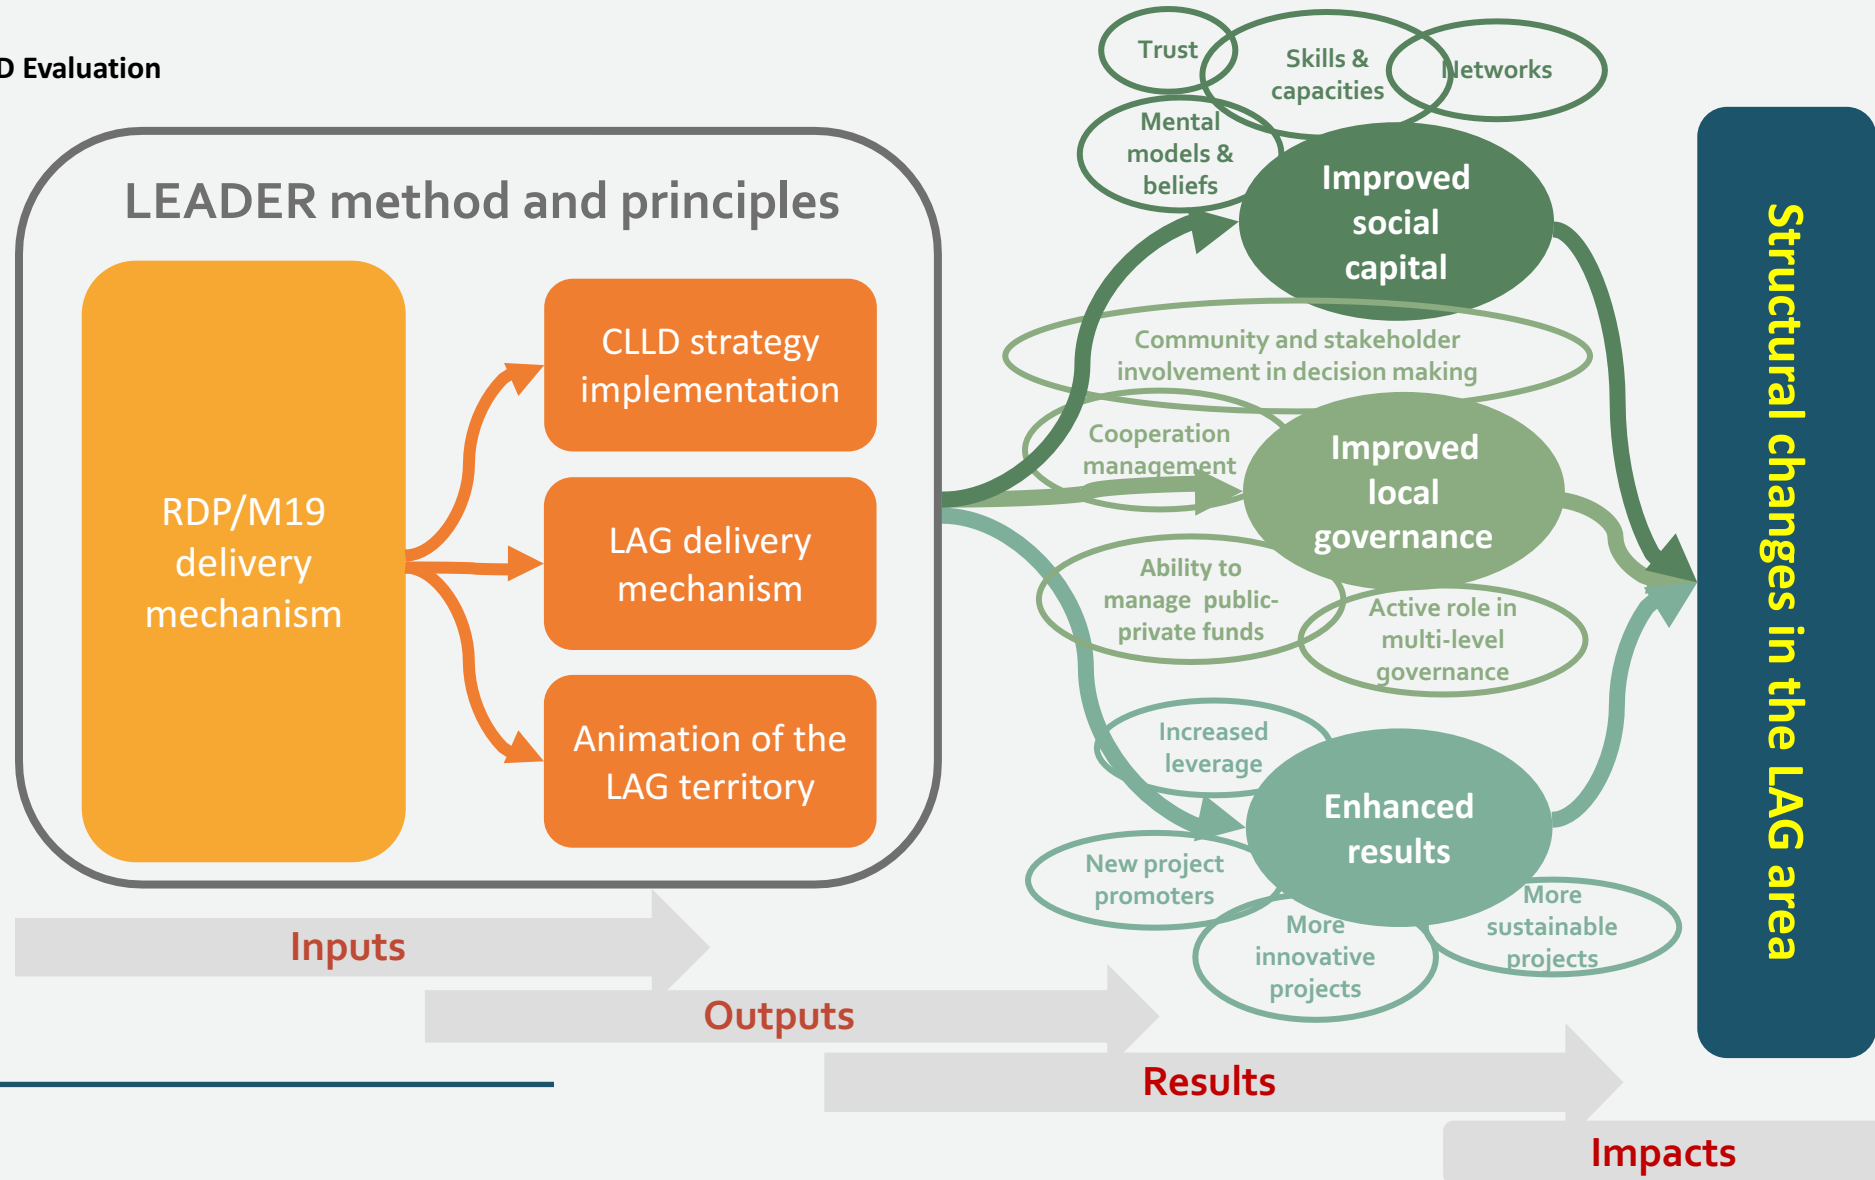 D Evaluation
LEADER method and principles
RDP/M19
delivery
mechanism
CLLD strategy
implementation
LAG delivery
mechanism
Animation of the
LAG territory
Trust
Skills &
capacities
Networks
Mental
models &
beliefs
Improved
social
capital
Community and stakeholder
involvement in decision making
Cooperation
management
Improved
local
governance
Ability to
manage public-
private funds
Active role in
multi-level
governance
Increased
leverage
Enhanced
results
New project
promoters
More
innovative
projects
More
sustainable
projects
Structural changes in the LAG area
Inputs
Outputs
Results
Impacts